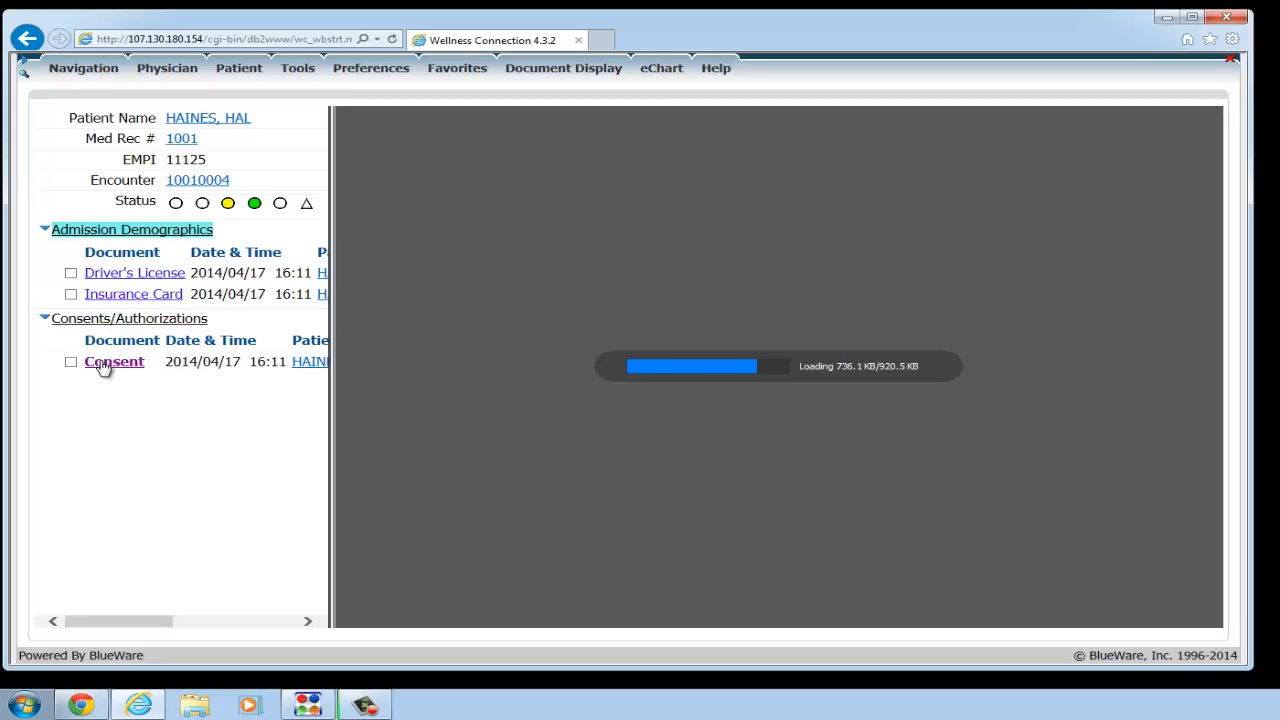 http://107.130.180.154/cgi-bin/db2www/wc_wbstrt.n
Wellness Connection 4.3.2
Navigation Physician Patient Tools Preferences Favorites Document Display eChart Help
Patient Name HAINES, HAL
Med Rec # 1001
EMPI 11125
Encounter 10010004
Status
Admission Demographics
Document Date & Time P
Driver's License 2014/04/17 16:11 HA
Insurance Card 2014/04/17 16:11 HA
Consents/Authorizations
Document Date & Time Patie
Consent 2014/04/17 16:11 HAIN
Loading 736.1 KB/920.5 KB
Powered By BlueWare
© BlueWare, Inc. 1996-2014